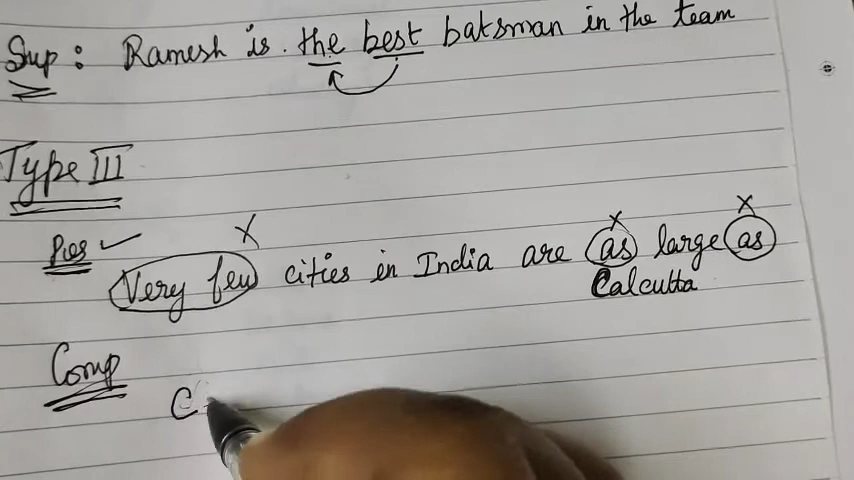 Sup : Ramesh is the best batsman in the team
Type III
Pos ✓ Very few cities in India are as large as
Calcutta
Comp
C